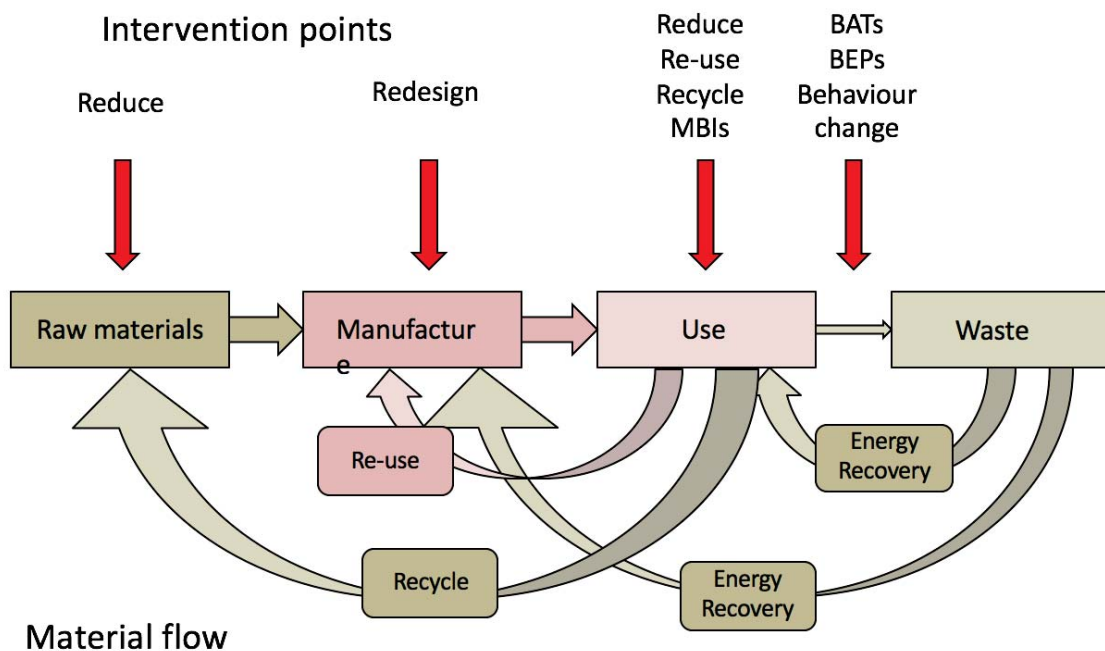 Intervention points
Reduce
Redesign
Reduce
Re-use
Recycle
MBIs
BATs
BEPs
Behaviour
change
Raw materials
Manufactur
e
Use
Waste
Re-use
Energy
Recovery
Recycle
Energy
Recovery
Material flow